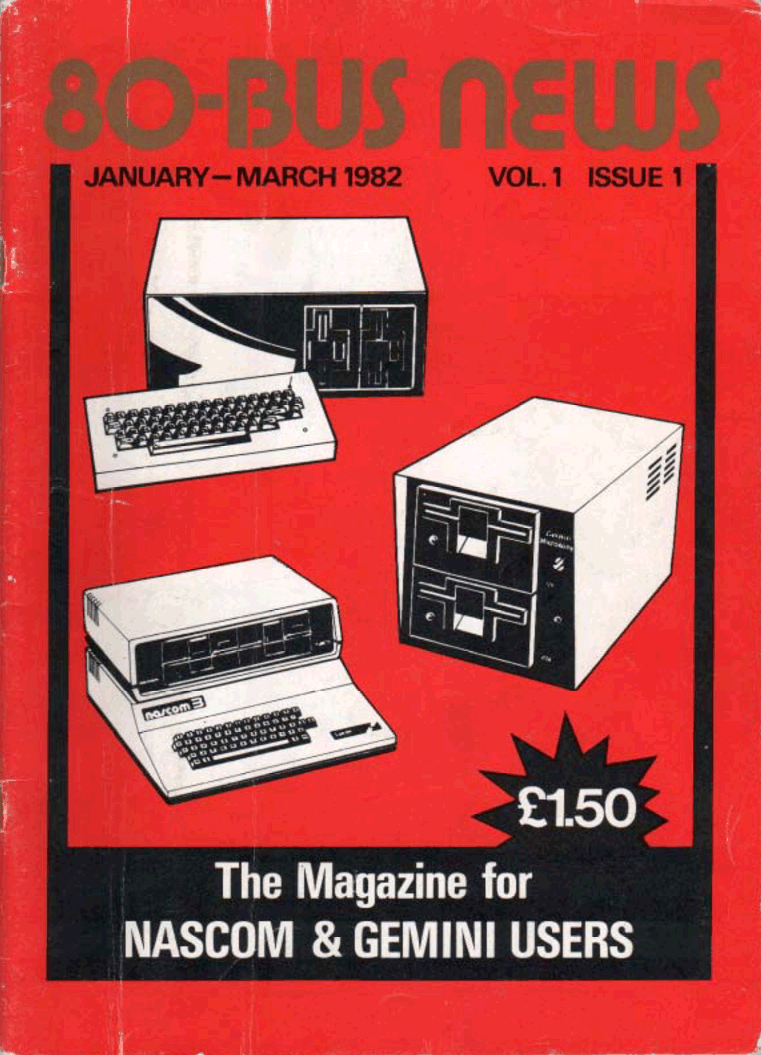 80-BUS NEWS
JANUARY—MARCH 1982 VOL. 1 ISSUE 1
Gemini
nascom 3
£1.50
The Magazine for
NASCOM & GEMINI USERS